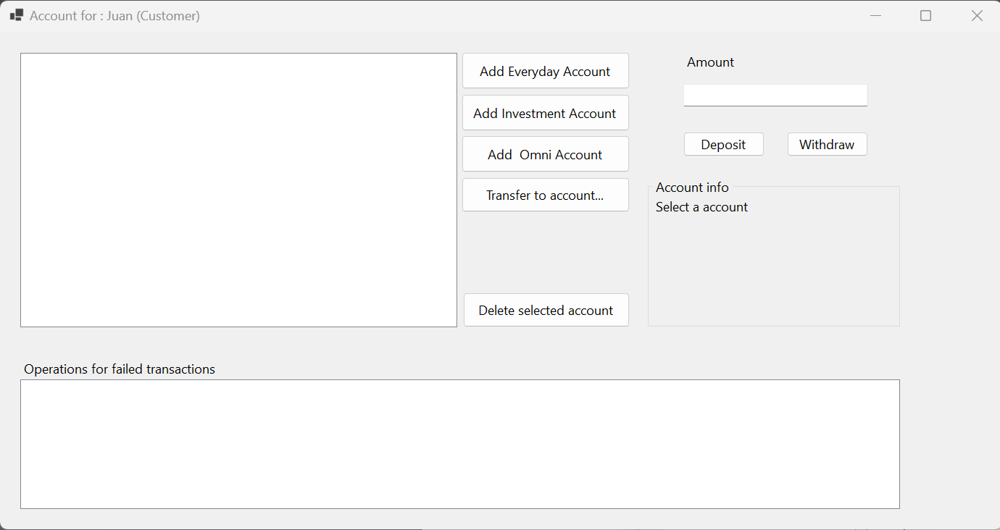 Account for : Juan (Customer)
Add Everyday Account
Add Investment Account
Add  Omni Account
Transfer to account...
Delete selected account
Amount
Deposit
Withdraw
Account info
Select a account
Operations for failed transactions